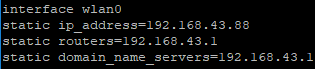 interface wlan0
static ip_address=192.168.43.88
static routers=192.168.43.1
static domain_name_servers=192.168.43.1